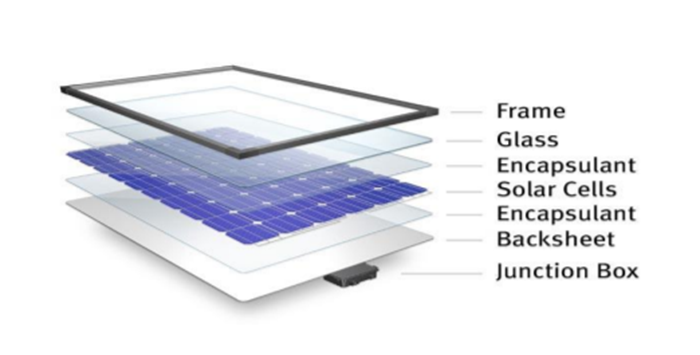 Frame
Glass
Encapsulant
Solar Cells
Encapsulant
Backsheet
Junction Box